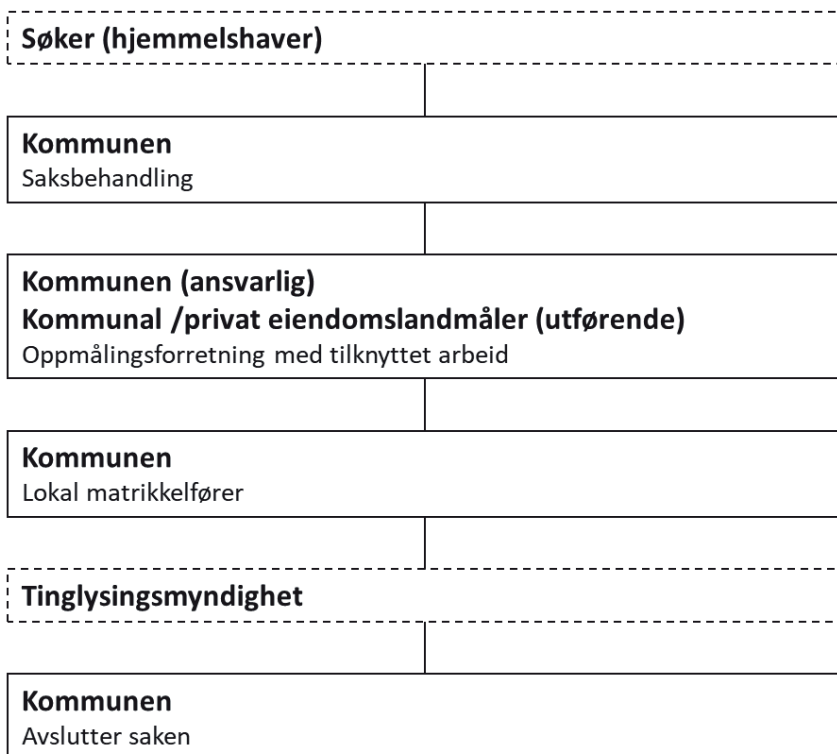 Søker (hjemmelshaver)
Kommunen
Saksbehandling
Kommunen (ansvarlig)
Kommunal /privat eiendomslandmåler (utførende)
Oppmålingsforretning med tilknyttet arbeid
Kommunen
Lokal matrikkelfører
Tinglysingsmyndighet
Kommunen
Avslutter saken